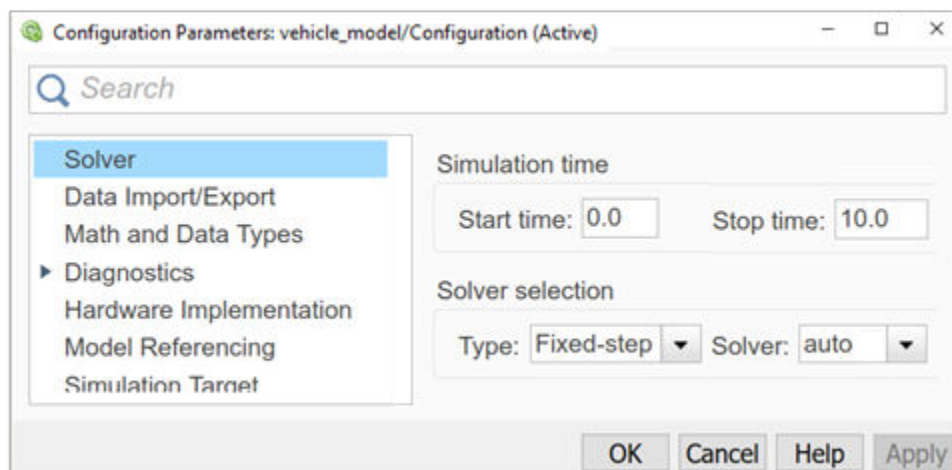 Configuration Parameters: vehicle_model/Configuration (Active)
Search
Solver
Data Import/Export
Math and Data Types
Diagnostics
Hardware Implementation
Model Referencing
Simulation Target
Simulation time
Start time: 0.0 Stop time: 10.0
Solver selection
Type: Fixed-step Solver: auto
OK Cancel Help Apply